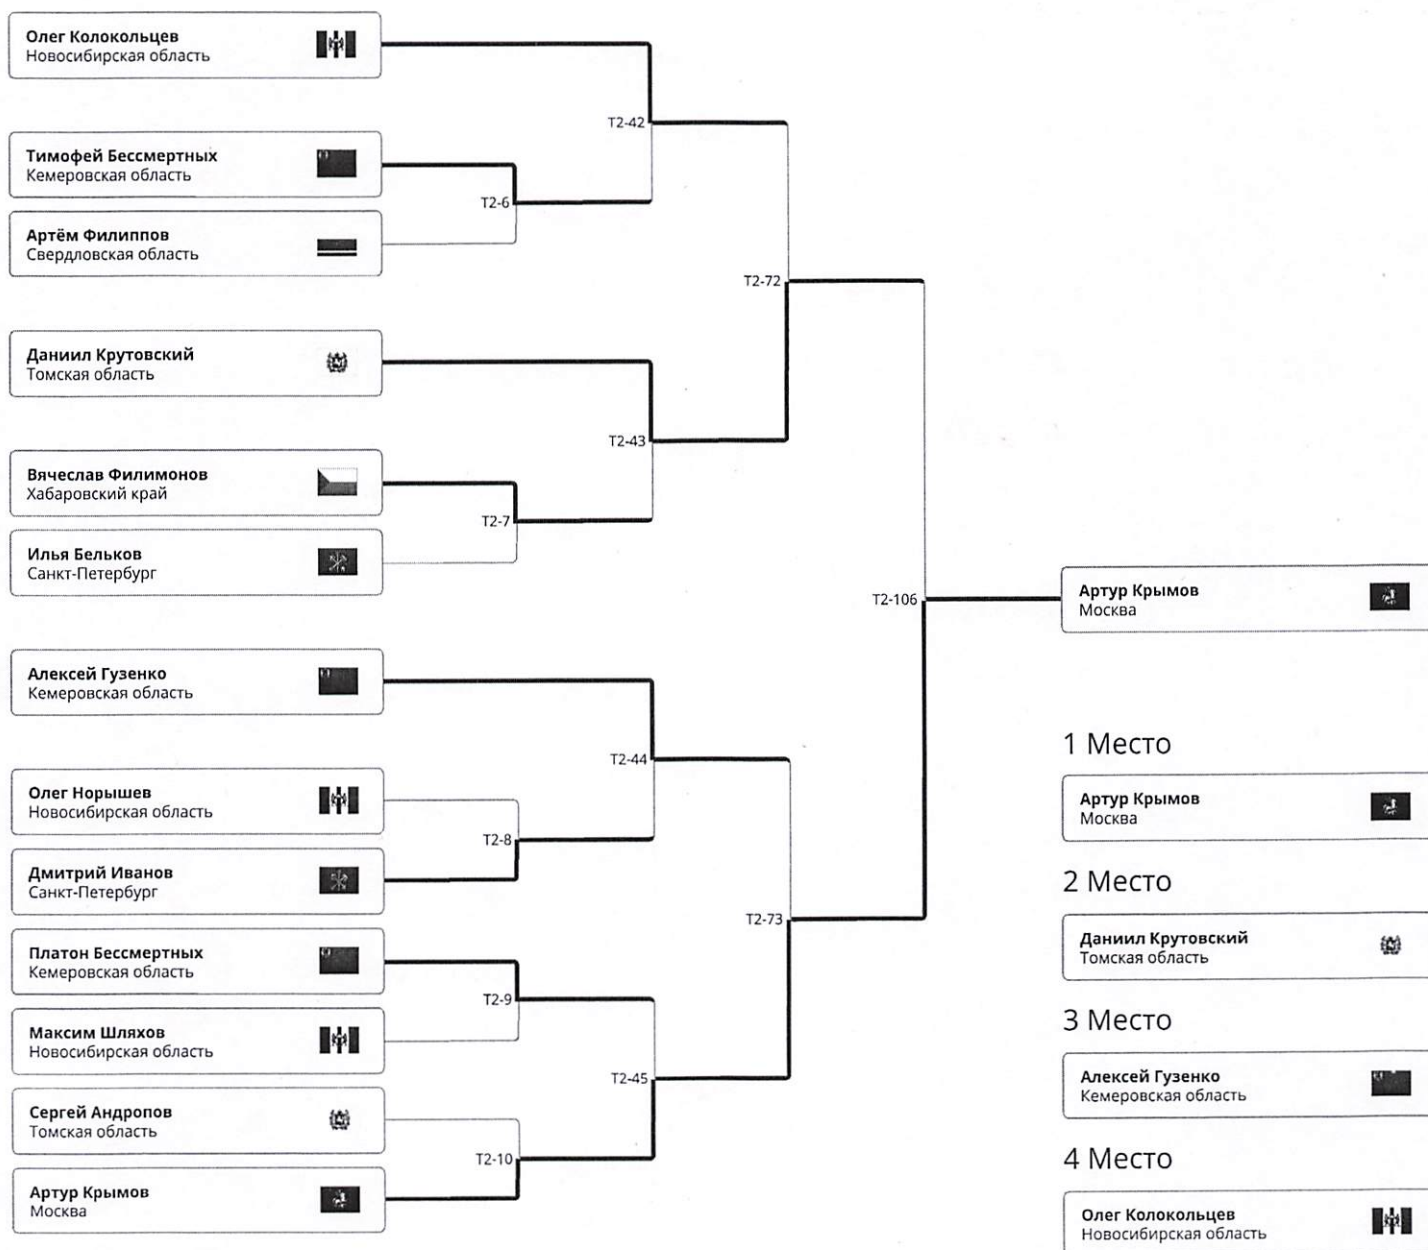 Олег Колокольцев
Новосибирская область
T2-42
Тимофей Бессмертных
Кемеровская область
T2-6
Артём Филиппов
Свердловская область
T2-72
Даниил Крутовский
Томская область
T2-43
Вячеслав Филимонов
Хабаровский край
T2-7
Илья Бельков
Санкт-Петербург
T2-106
Артур Крымов
Москва
Алексей Гузенко
Кемеровская область
1 Место
T2-44
Олег Норышев
Новосибирская область
Артур Крымов
Москва
T2-8
Дмитрий Иванов
Санкт-Петербург
2 Место
T2-73
Платон Бессмертных
Кемеровская область
Даниил Крутовский
Томская область
T2-9
Максим Шляхов
Новосибирская область
3 Место
T2-45
Алексей Гузенко
Кемеровская область
Сергей Андропов
Томская область
T2-10
4 Место
Артур Крымов
Москва
Олег Колокольцев
Новосибирская область